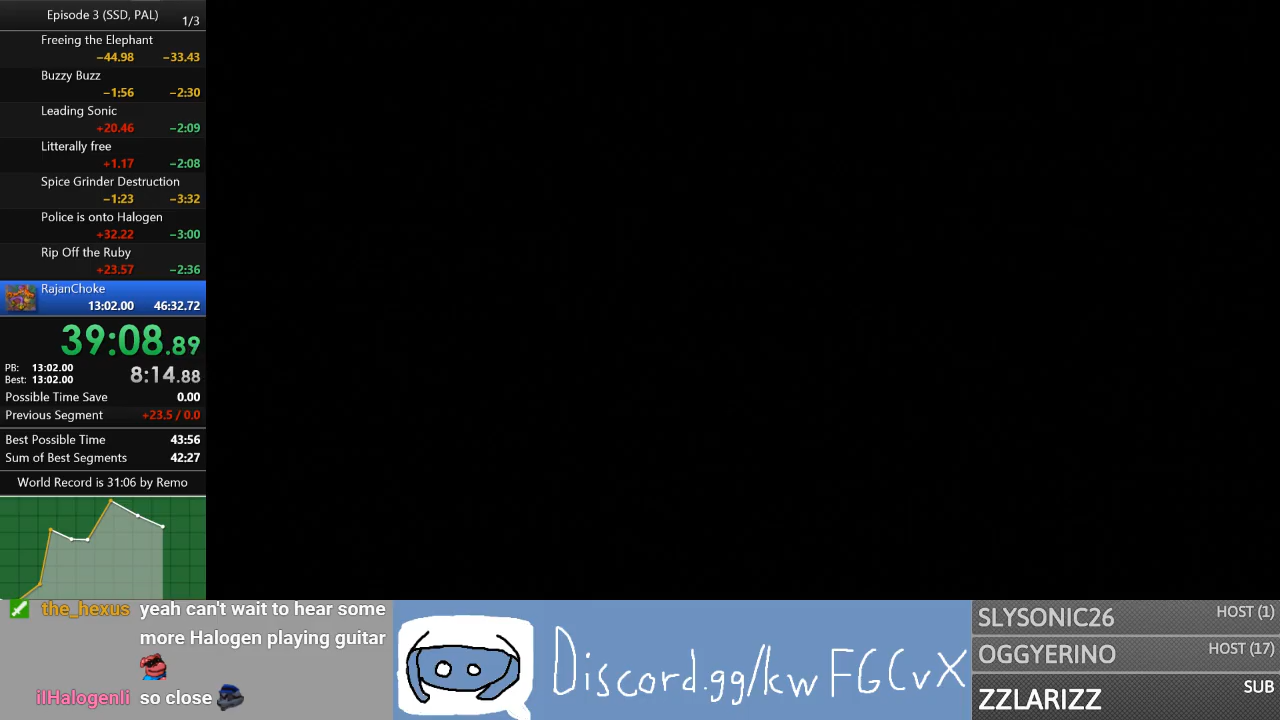 Episode 3 (SSD, PAL) 1/3
Freeing the Elephant
−44.98 −33.43
Buzzy Buzz
−1:56 −2:30
Leading Sonic
+20.46 −2:09
Litterally free
+1.17 −2:08
Spice Grinder Destruction
−1:23 −3:32
Police is onto Halogen
+32.22 −3:00
Rip Off the Ruby
+23.57 −2:36
RajanChoke
13:02.00 46:32.72
39:08.89
PB: 13:02.00
Best: 13:02.00
8:14.88
Possible Time Save 0.00
Previous Segment +23.5 / 0.0
Best Possible Time 43:56
Sum of Best Segments 42:27
World Record is 31:06 by Remo
the_hexus yeah can't wait to hear some
more Halogen playing guitar
ilHalogenli so close
Discord.gg/kwFGCvX
SLYSONIC26 HOST (1)
OGGYERINO HOST (17)
ZZLARIZZ SUB